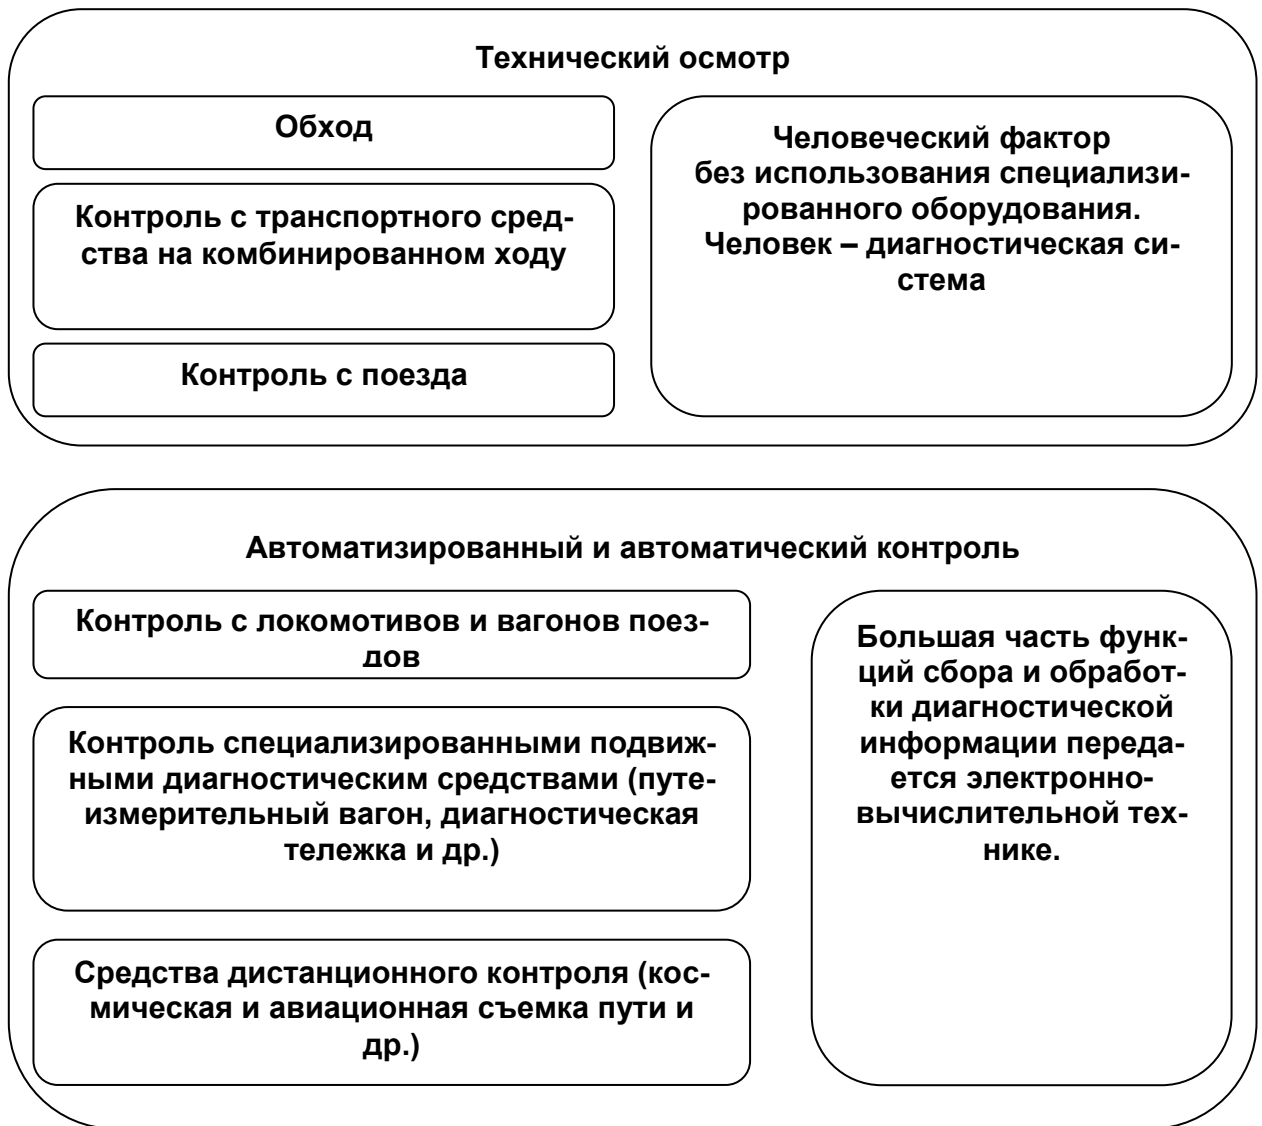 Технический осмотр
Обход
Контроль с транспортного сред-
ства на комбинированном ходу
Контроль с поезда
Человеческий фактор
без использования специализи-
рованного оборудования.
Человек – диагностическая си-
стема
Автоматизированный и автоматический контроль
Контроль с локомотивов и вагонов поез-
дов
Контроль специализированными подвиж-
ными диагностическим средствами (путе-
измерительный вагон, диагностическая
тележка и др.)
Средства дистанционного контроля (кос-
мическая и авиационная съемка пути и
др.)
Большая часть функ-
ций сбора и обработ-
ки диагностической
информации переда-
ется электронно-
вычислительной тех-
нике.